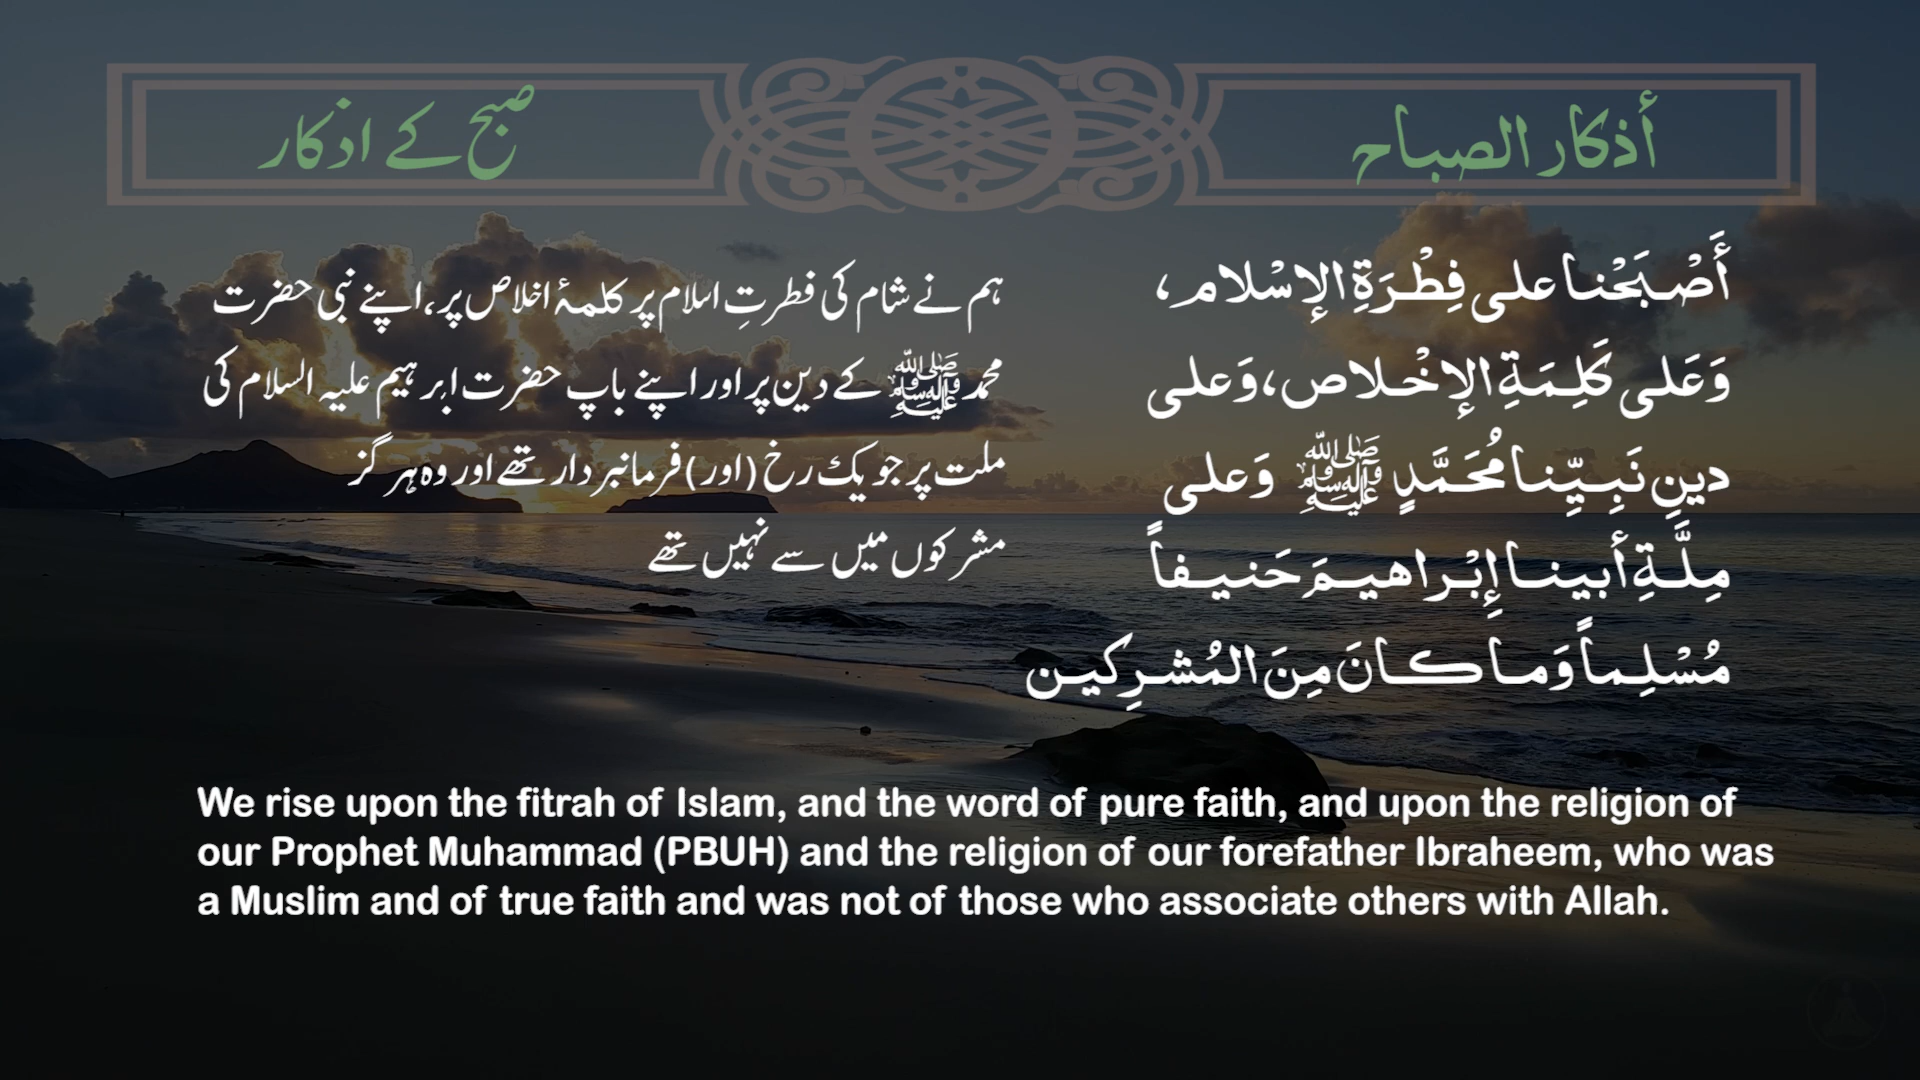 أذكار الصباح
صبح کے اذکار
أَصْبَحْنا على فِطْرَةِ الإسْلام،
وَعَلى كَلِمَةِ الإخْلاص، وَعلى
دينِ نَبِيِّنا مُحَمَّدٍ ﷺ وَعلى
مِلَّةِ أبينا إِبْراهيمَ حَنيفاً
مُسْلِماً وَما كانَ مِنَ المُشرِكين
ہم نے شام کی فطرتِ اسلام پر کلمۂ اخلاص پر، اپنے نبی حضرت
محمد ﷺ کے دین پر اور اپنے باپ حضرت ابرہیم علیہ السلام کی
ملت پر جو یک رخ (اور) فرمانبردار تھے اور وہ ہرگز
مشرکوں میں سے نہیں تھے
We rise upon the fitrah of Islam, and the word of pure faith, and upon the religion of
our Prophet Muhammad (PBUH) and the religion of our forefather Ibraheem, who was
a Muslim and of true faith and was not of those who associate others with Allah.